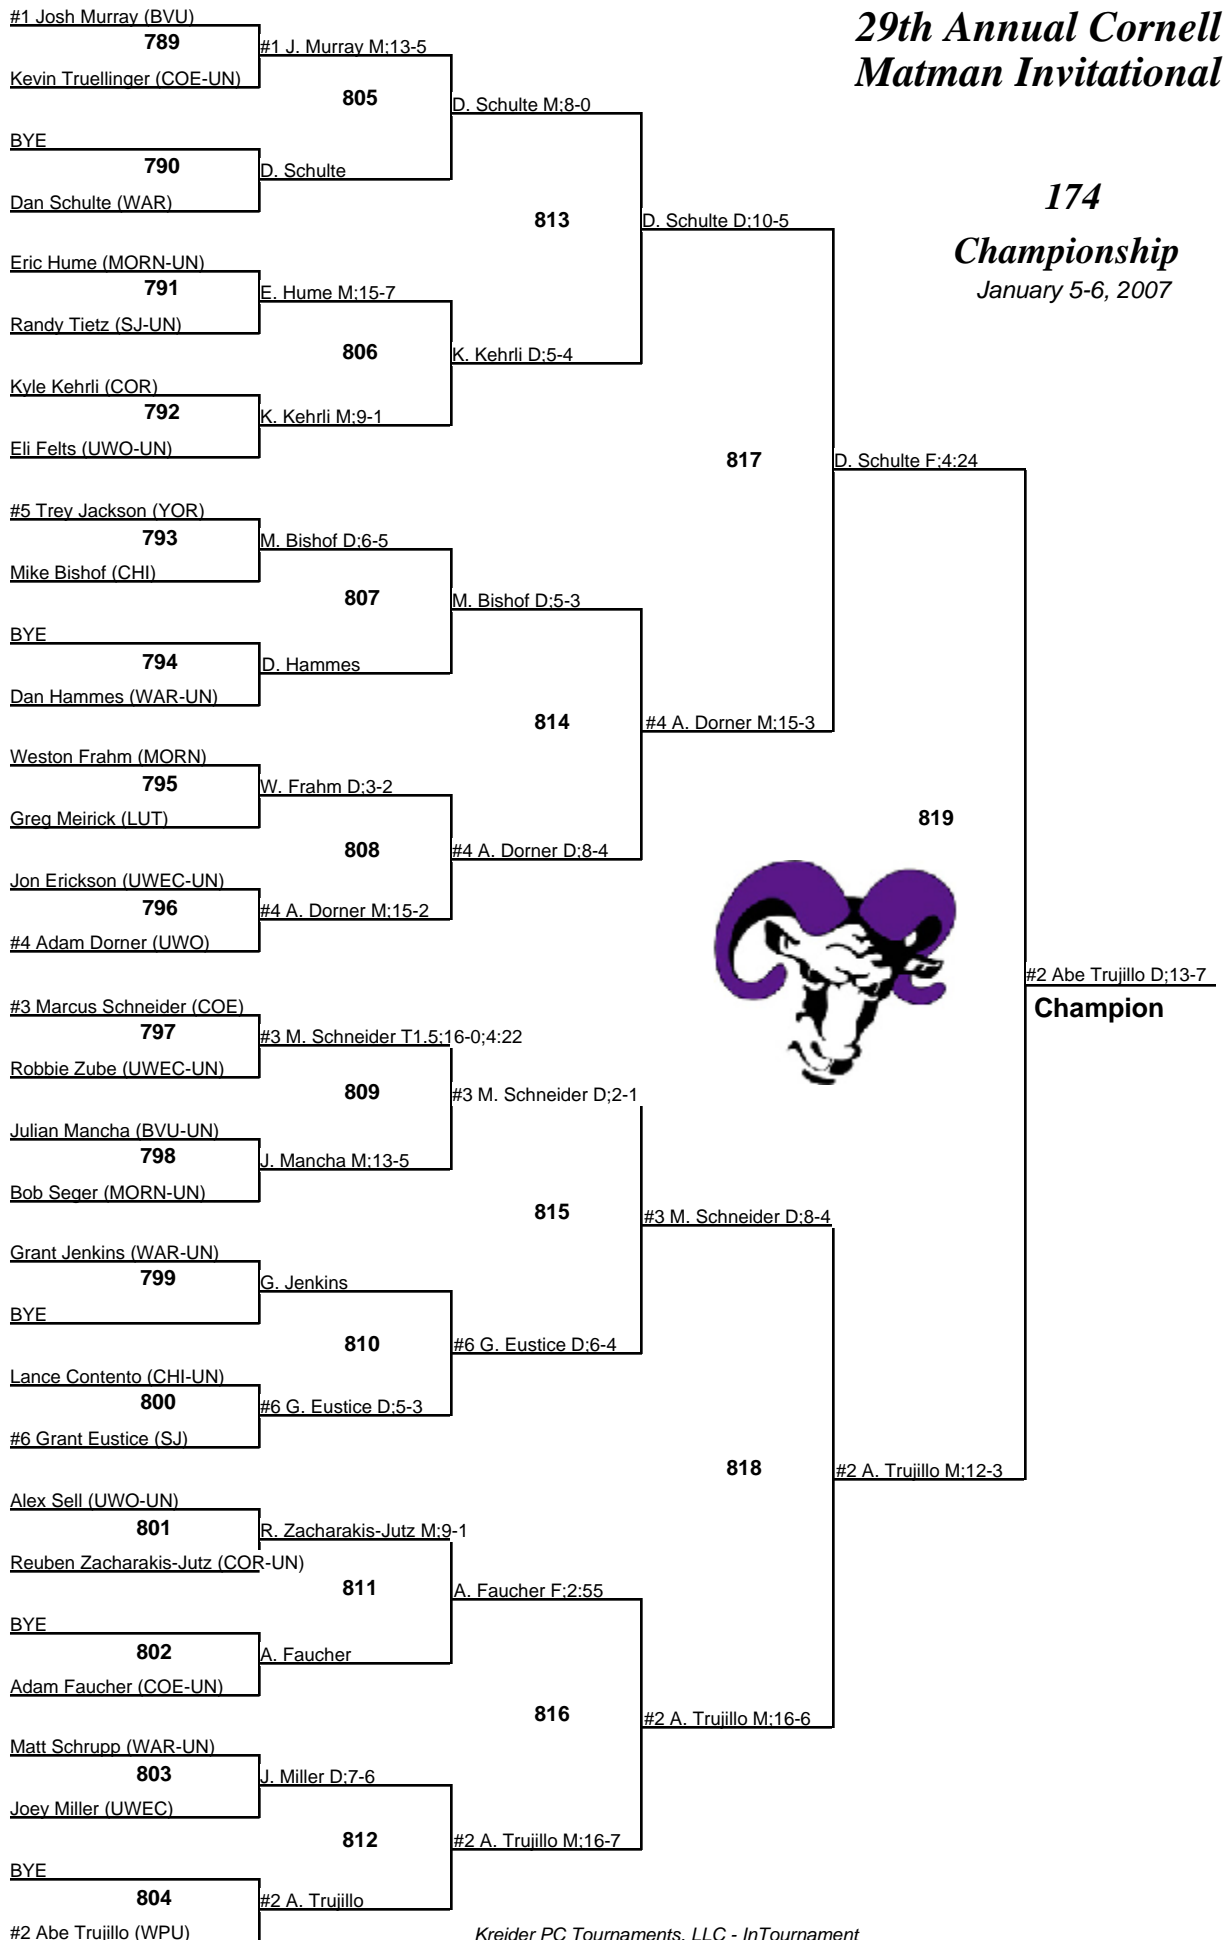 29th Annual Cornell
Matman Invitational
174
Championship
January 5-6, 2007
#1 Josh Murray (BVU)
789
Kevin Truellinger (COE-UN)
BYE
790
Dan Schulte (WAR)
Eric Hume (MORN-UN)
791
Randy Tietz (SJ-UN)
Kyle Kehrli (COR)
792
Eli Felts (UWO-UN)
#5 Trey Jackson (YOR)
793
Mike Bishof (CHI)
BYE
794
Dan Hammes (WAR-UN)
Weston Frahm (MORN)
795
Greg Meirick (LUT)
Jon Erickson (UWEC-UN)
796
#4 Adam Dorner (UWO)
#3 Marcus Schneider (COE)
797
Robbie Zube (UWEC-UN)
Julian Mancha (BVU-UN)
798
Bob Seger (MORN-UN)
Grant Jenkins (WAR-UN)
799
BYE
Lance Contento (CHI-UN)
800
#6 Grant Eustice (SJ)
Alex Sell (UWO-UN)
801
Reuben Zacharakis-Jutz (COR-UN)
BYE
802
Adam Faucher (COE-UN)
Matt Schrupp (WAR-UN)
803
Joey Miller (UWEC)
BYE
804
#2 Abe Trujillo (WPU)
#1 J. Murray M;13-5
805
D. Schulte
E. Hume M;15-7
806
K. Kehrli M;9-1
M. Bishof D;6-5
807
D. Hammes
W. Frahm D;3-2
808
#4 A. Dorner M;15-2
#3 M. Schneider T1.5;16-0;4:22
809
J. Mancha M;13-5
G. Jenkins
810
#6 G. Eustice D;5-3
R. Zacharakis-Jutz M;9-1
811
A. Faucher
J. Miller D;7-6
812
#2 A. Trujillo
D. Schulte M;8-0
813
K. Kehrli D;5-4
M. Bishof D;5-3
814
#4 A. Dorner D;8-4
#3 M. Schneider D;2-1
815
#6 G. Eustice D;6-4
A. Faucher F;2:55
816
#2 A. Trujillo M;16-7
D. Schulte D;10-5
817
#4 A. Dorner M;15-3
#3 M. Schneider D;8-4
818
#2 A. Trujillo M;16-6
D. Schulte F;4:24
819
#2 A. Trujillo M;12-3
#2 Abe Trujillo D;13-7
Champion
Kreider PC Tournaments, LLC - InTournament